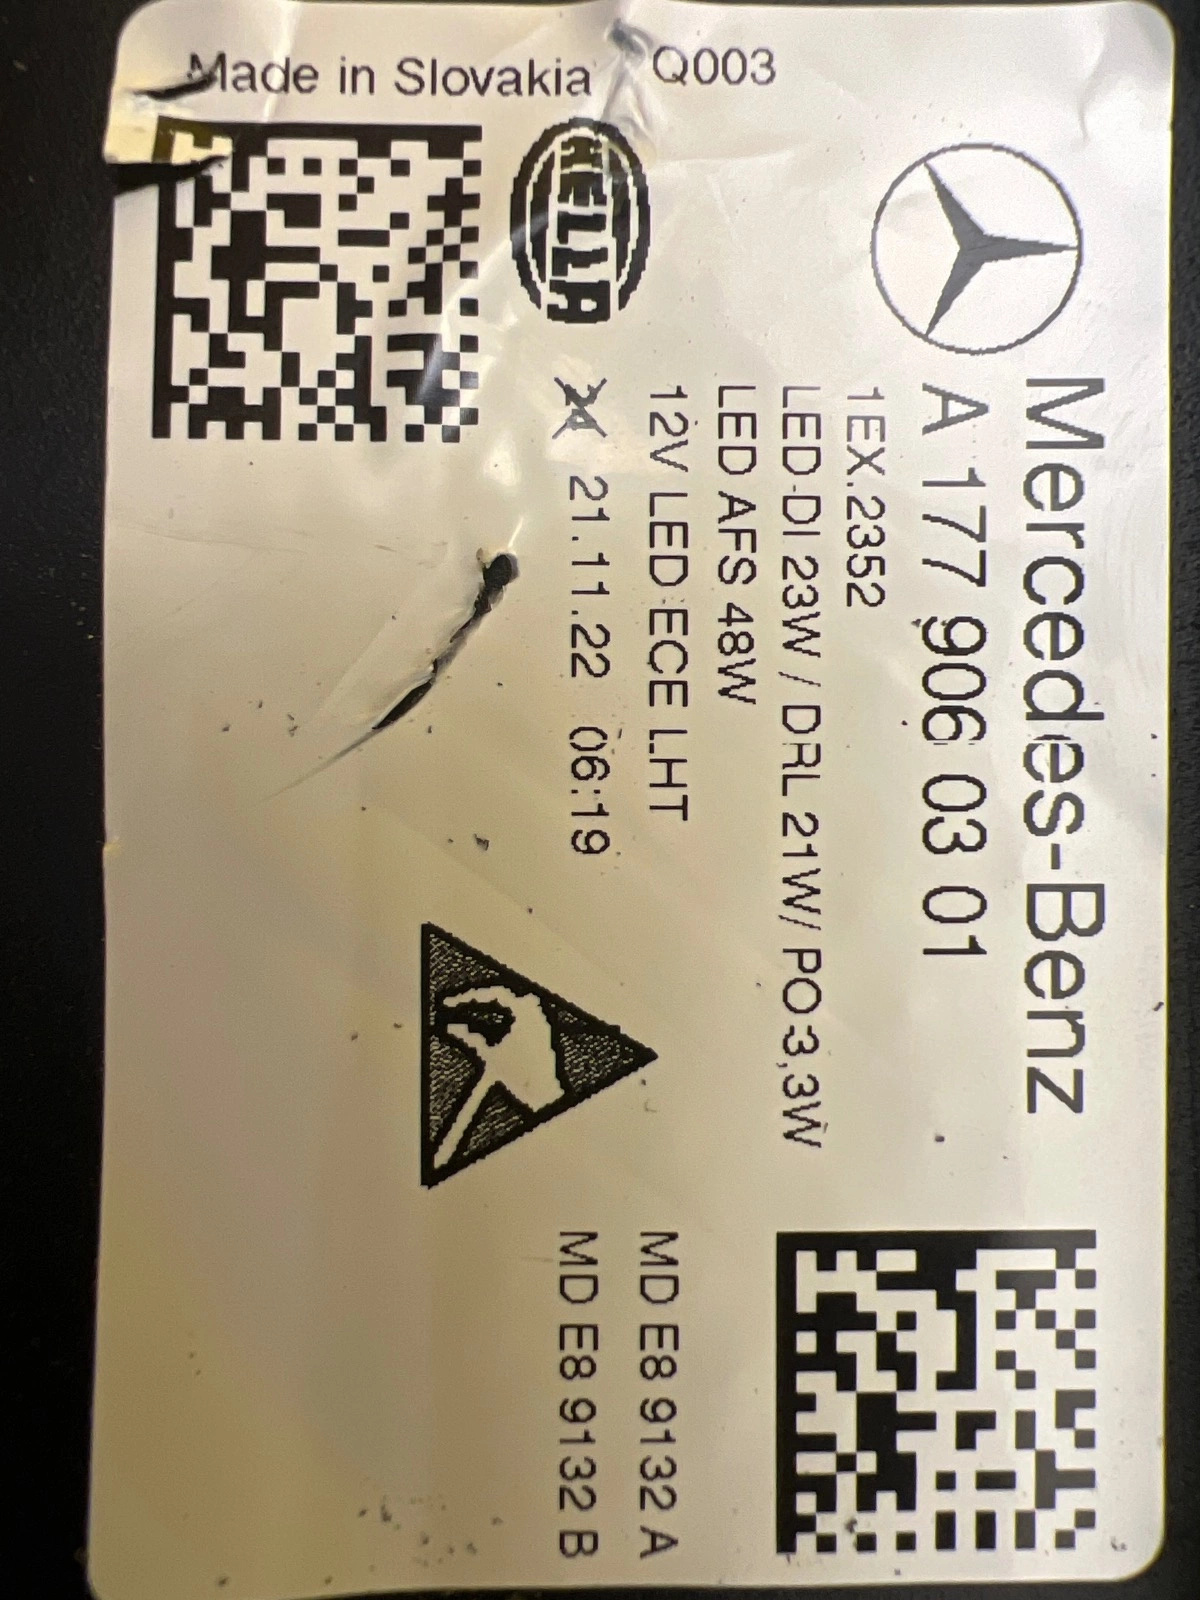 Mercedes-Benz
A 177 906 03 01
1EX.2352
LED-DI 23W / DRL 21W/ PO 3,3W
LED AFS 48W
12V LED ECE LHT
21.11.22 06:19
HELLA
Made in Slovakia Q003
MD E8 9132 A
MD E8 9132 B